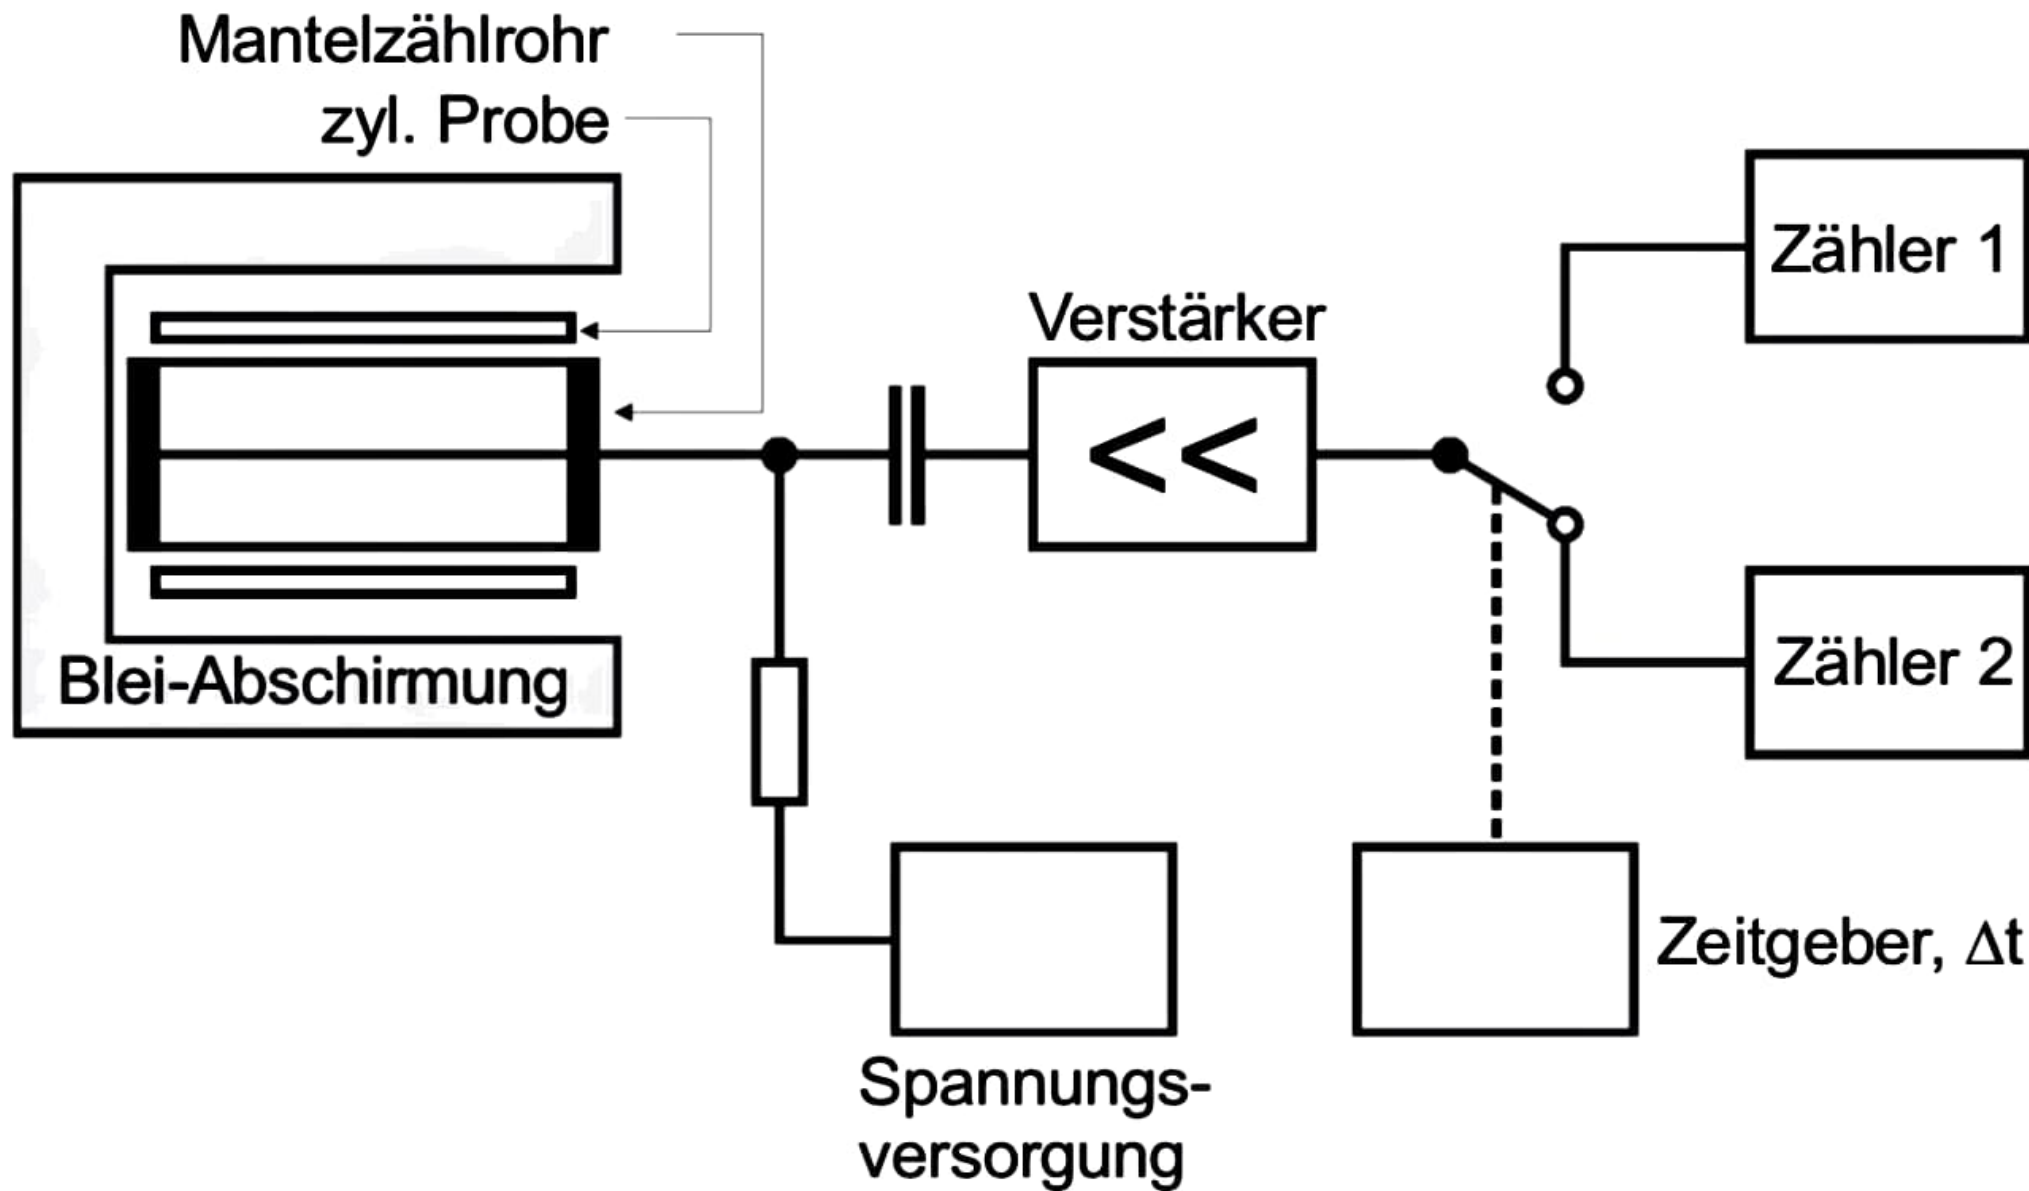 Mantelzählrohr
zyl. Probe
Zähler 1
Verstärker
<<
Blei-Abschirmung
Zähler 2
Zeitgeber, Δt
Spannungs-
versorgung